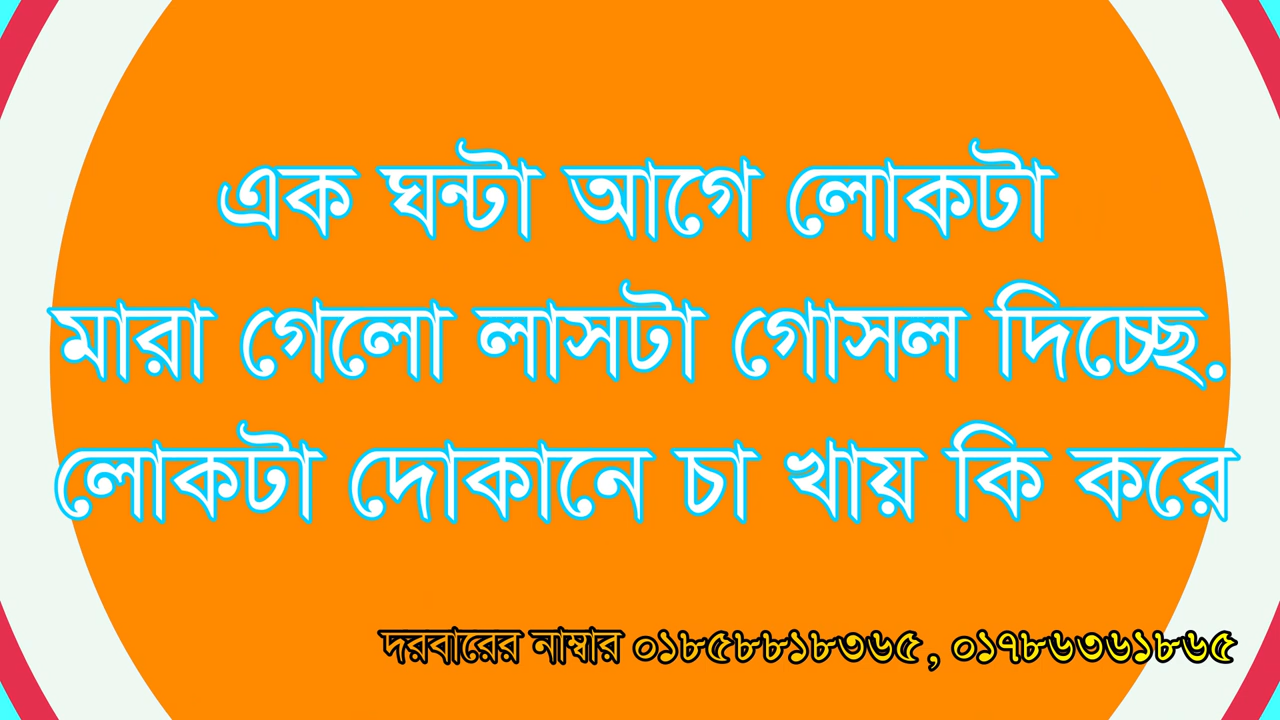 এক ঘন্টা আগে লোকটা
মারা গেলো লাসটা গোসল দিচ্ছে.
লোকটা দোকানে চা খায় কি করে
দরবারের নাম্বার ০১৮৫৮৮১৮৩৬৫, ০১৭৮৬৩৬১৮৬৫